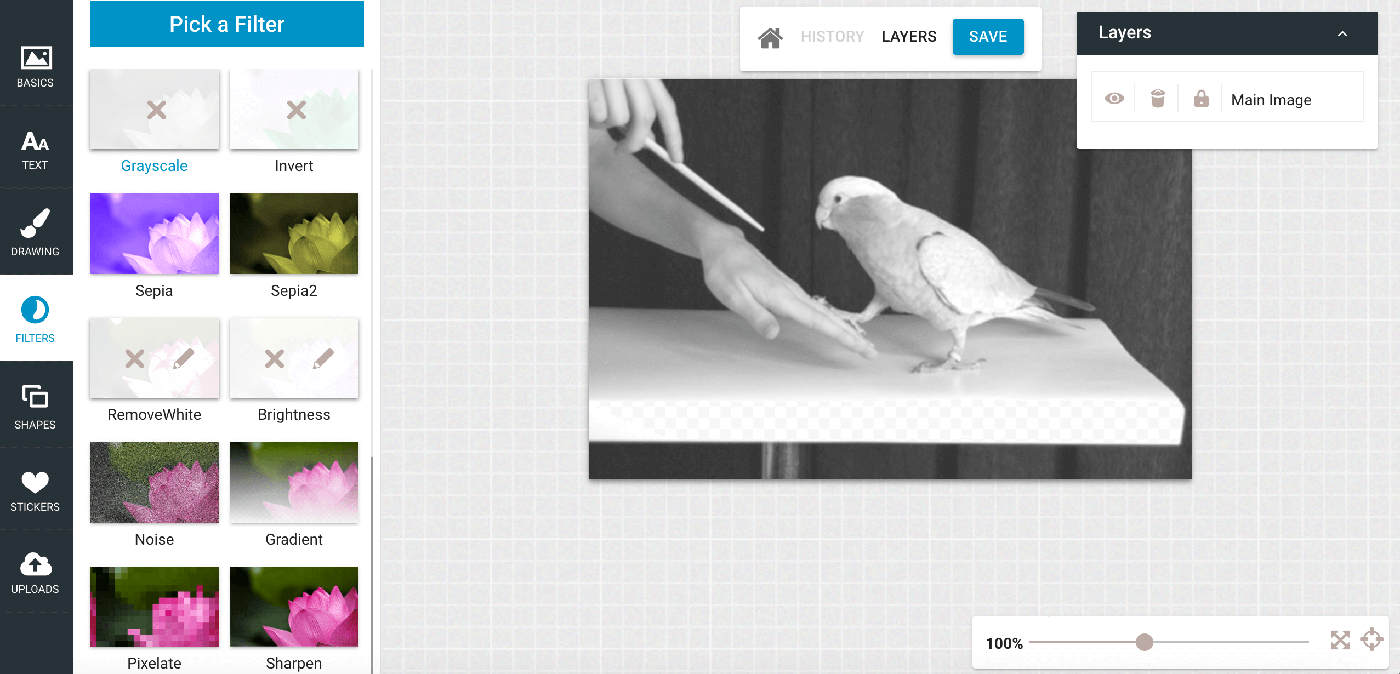 BASICS
TEXT
DRAWING
FILTERS
SHAPES
STICKERS
UPLOADS
Pick a Filter
Grayscale
Invert
Sepia
Sepia2
RemoveWhite
Brightness
Noise
Gradient
Pixelate
Sharpen
HISTORY
LAYERS
SAVE
Layers
Main Image
100%